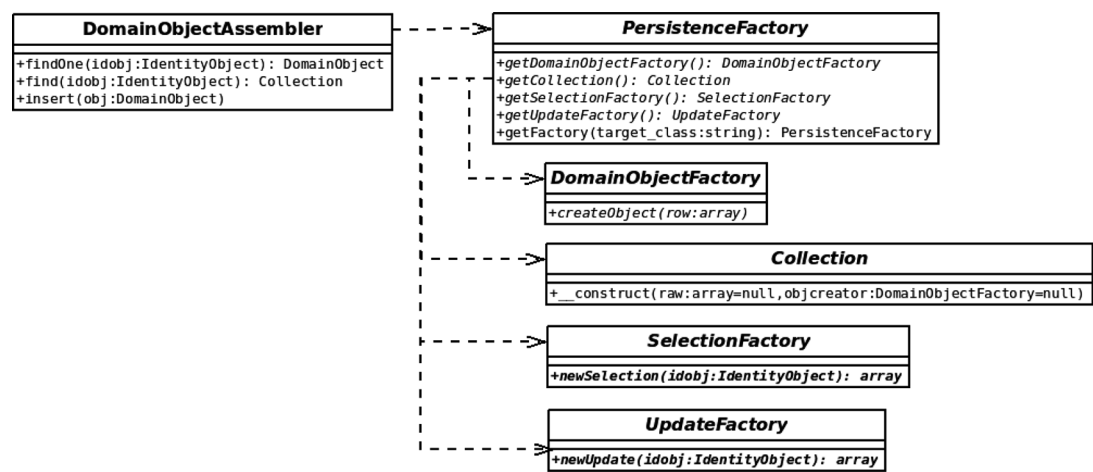 DomainObjectAssembler
+findOne(idobj:IdentityObject): DomainObject
+find(idobj:IdentityObject): Collection
+insert(obj:DomainObject)
PersistenceFactory
+getDomainObjectFactory(): DomainObjectFactory
+getCollection(): Collection
+getSelectionFactory(): SelectionFactory
+getUpdateFactory(): UpdateFactory
+getFactory(target_class:string): PersistenceFactory
DomainObjectFactory
+createObject(row:array)
Collection
+__construct(raw:array=null,objcreator:DomainObjectFactory=null)
SelectionFactory
+newSelection(idobj:IdentityObject): array
UpdateFactory
+newUpdate(idobj:IdentityObject): array